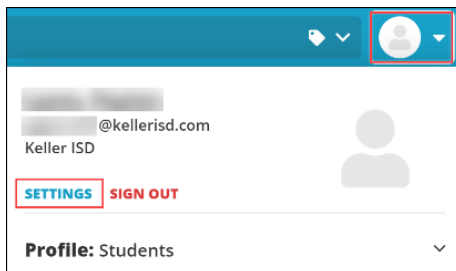 @kellerisd.com
Keller ISD
SETTINGS SIGN OUT
Profile: Students